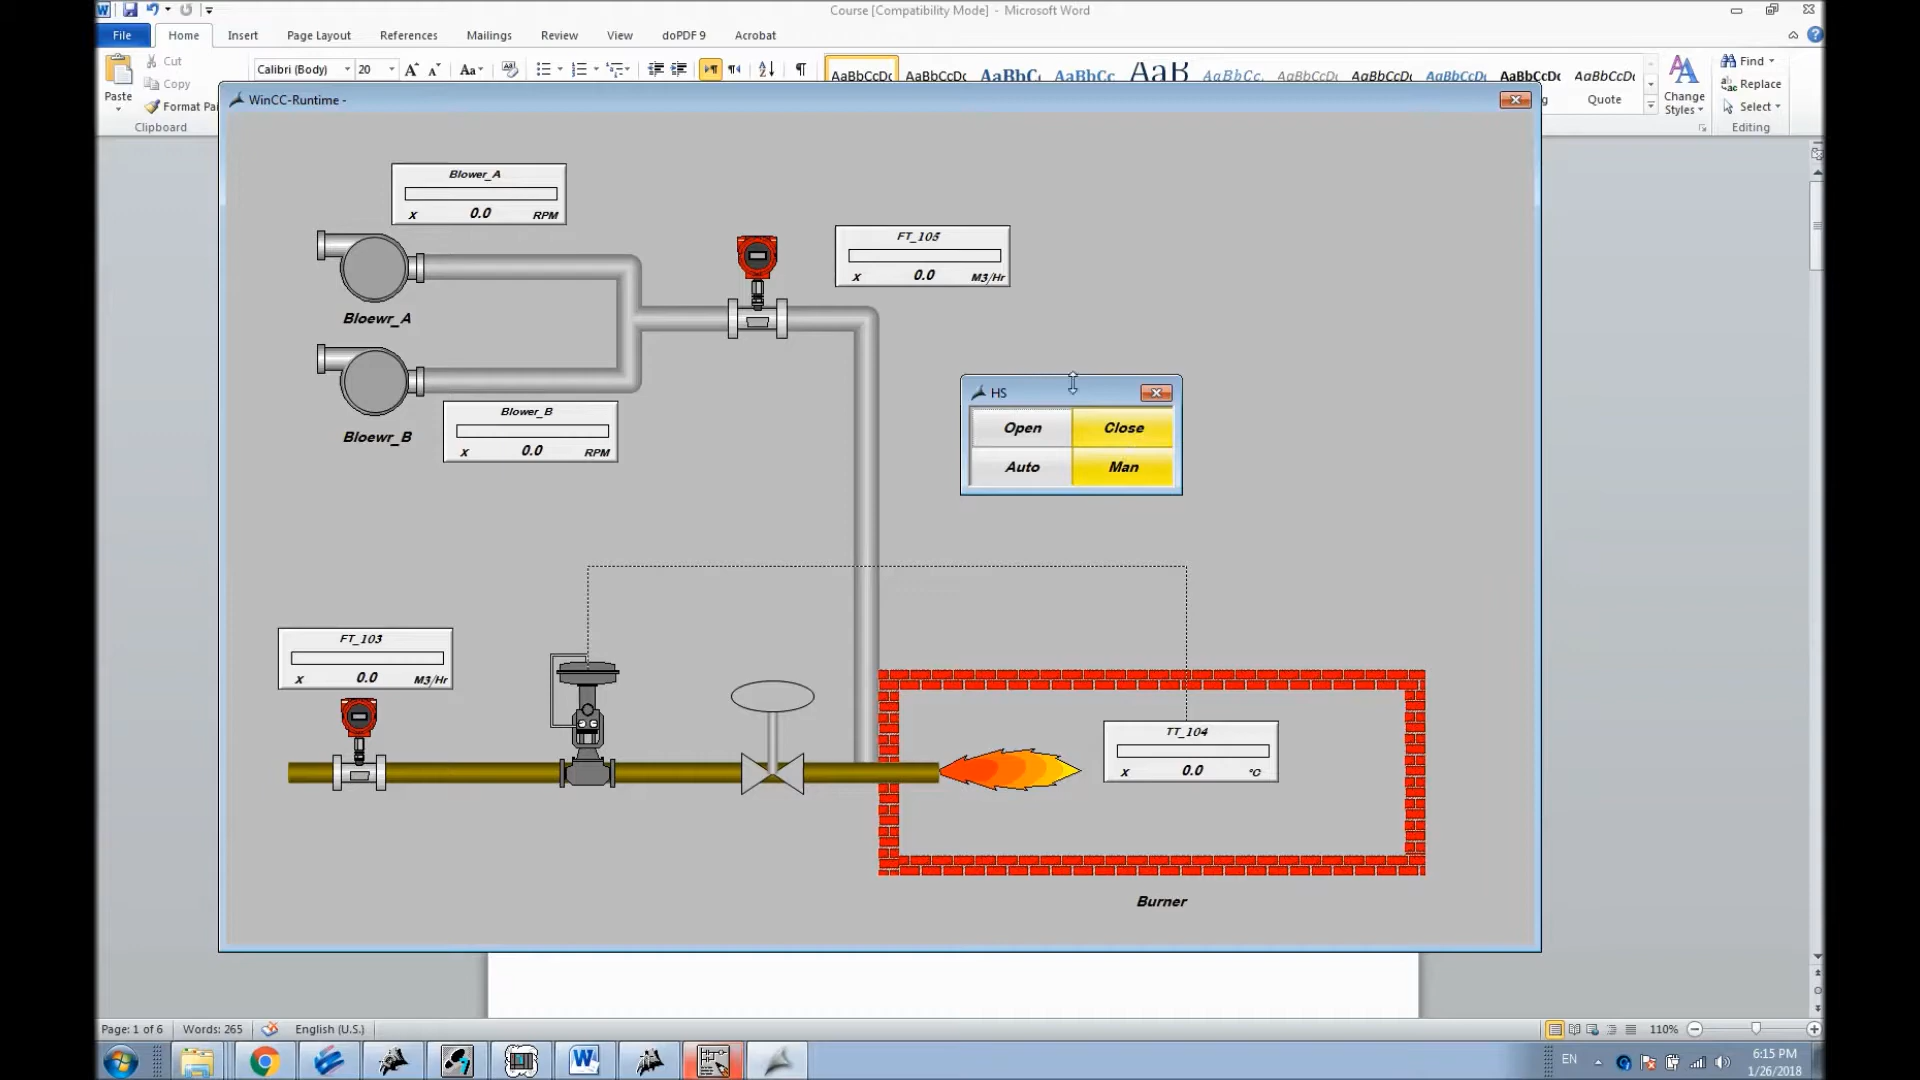 Course [Compatibility Mode] - Microsoft Word
File Home Insert Page Layout References Mailings Review View doPDF 9 Acrobat
Cut
Copy
Format Pai
Paste
Clipboard
Calibri (Body) 20
AaBbCcDc AaBbCcDc AaBbC AaBbCc AaB AaBbCc. AaBbCcDc AaBbCcDc AaBbCcDc AaBbCcDc AaBbCcDc
Quote
Change
Styles
Find
Replace
Select
Editing
WinCC-Runtime -
Blower_A
X 0.0 RPM
FT_105
X 0.0 M3/Hr
Bloewr_A
Blower_B
X 0.0 RPM
Bloewr_B
HS
Open Close
Auto Man
FT_103
X 0.0 M3/Hr
TT_104
X 0.0 °C
Burner
Page: 1 of 6 Words: 265 English (U.S.) 110%
EN 6:15 PM
1/26/2018